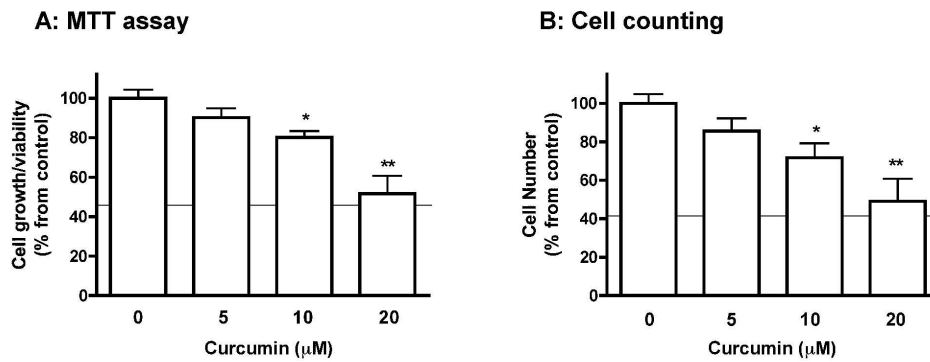 A: MTT assay
Cell growth/viability
(% from control)
100
80
60
40
20
0
*
**
0 5 10 20
Curcumin (μM)
B: Cell counting
Cell Number
(% from control)
100
80
60
40
20
0
*
**
0 5 10 20
Curcumin (μM)